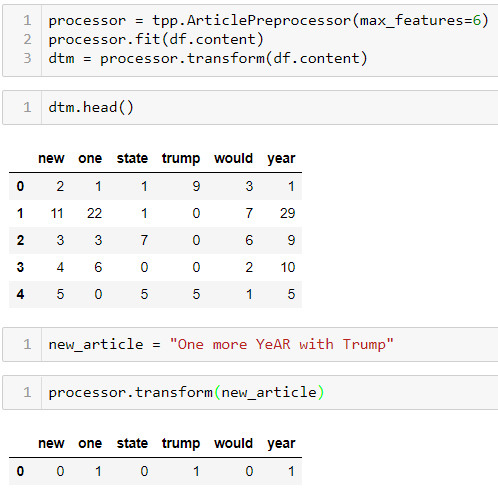 1 processor = tpp.ArticlePreprocessor(max_features=6)
2 processor.fit(df.content)
3 dtm = processor.transform(df.content)
1 dtm.head()
new one state trump would year
0 2 1 1 9 3 1
1 11 22 1 0 7 29
2 3 3 7 0 6 9
3 4 6 0 0 2 10
4 5 0 5 5 1 5
1 new_article = "One more YeAR with Trump"
1 processor.transform(new_article)
new one state trump would year
0 0 1 0 1 0 1